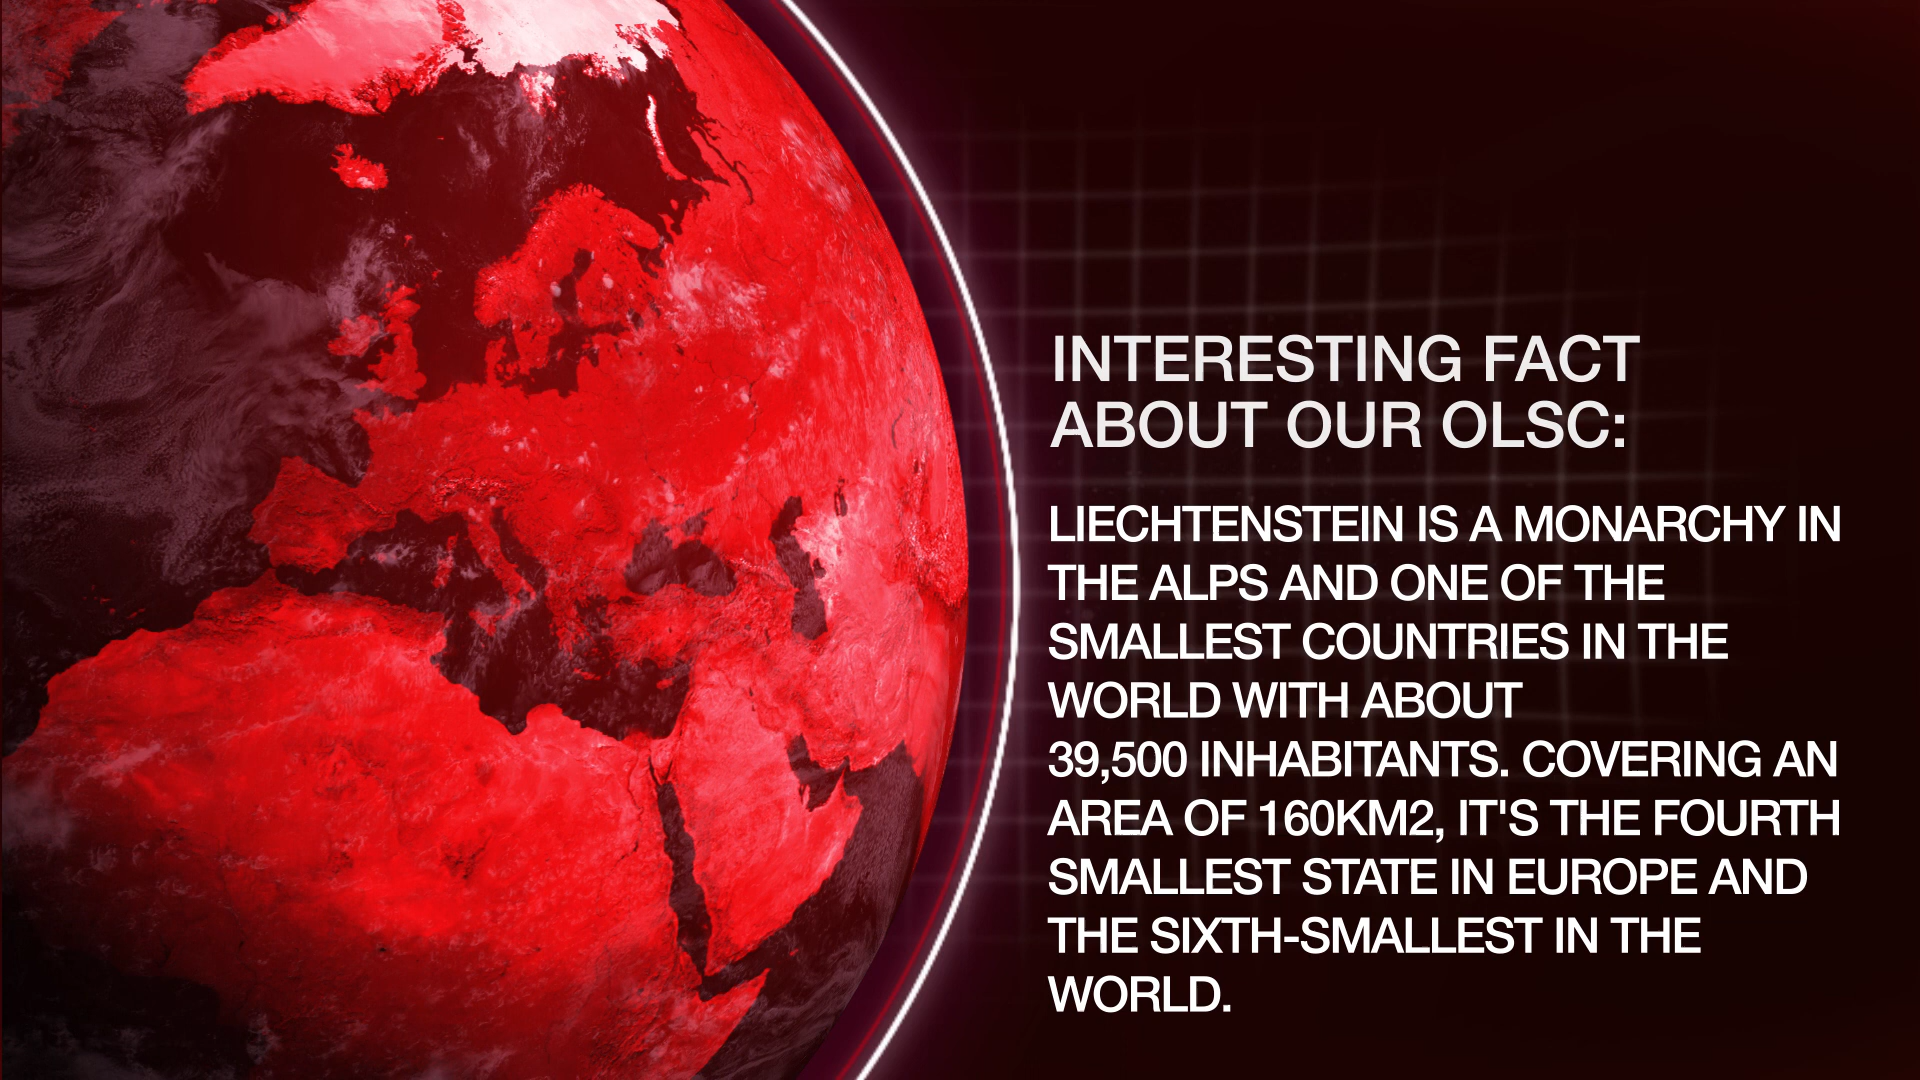 INTERESTING FACT
ABOUT OUR OLSC:
LIECHTENSTEIN IS A MONARCHY IN
THE ALPS AND ONE OF THE
SMALLEST COUNTRIES IN THE
WORLD WITH ABOUT
39,500 INHABITANTS. COVERING AN
AREA OF 160KM2, IT'S THE FOURTH
SMALLEST STATE IN EUROPE AND
THE SIXTH-SMALLEST IN THE
WORLD.